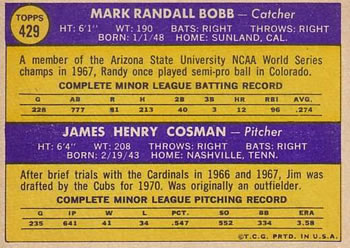 TOPPS
429
MARK RANDALL BOBB — Catcher
HT: 6'1" WT: 190 BATS: RIGHT THROWS: RIGHT
BORN: 1/1/48 HOME: SUNLAND, CAL.
A member of the Arizona State University NCAA World Series
champs in 1967, Randy once played semi-pro ball in Colorado.
COMPLETE MINOR LEAGUE BATTING RECORD
G AB R H 2B 3B HR RBI AVG
228 777 81 213 29 12 96 .274
JAMES HENRY COSMAN — Pitcher
HT: 6'4" WT: 208 THROWS: RIGHT BATS: RIGHT
BORN: 2/19/43 HOME: NASHVILLE, TENN.
After brief trials with the Cardinals in 1966 and 1967, Jim
was drafted by the Cubs for 1970. Was originally an outfielder.
COMPLETE MINOR LEAGUE PITCHING RECORD
G IP W L PCT. SO BB ERA
235 641 41 34 .547 552 334 3.58
©T.C.G. PRTD. IN U.S.A.